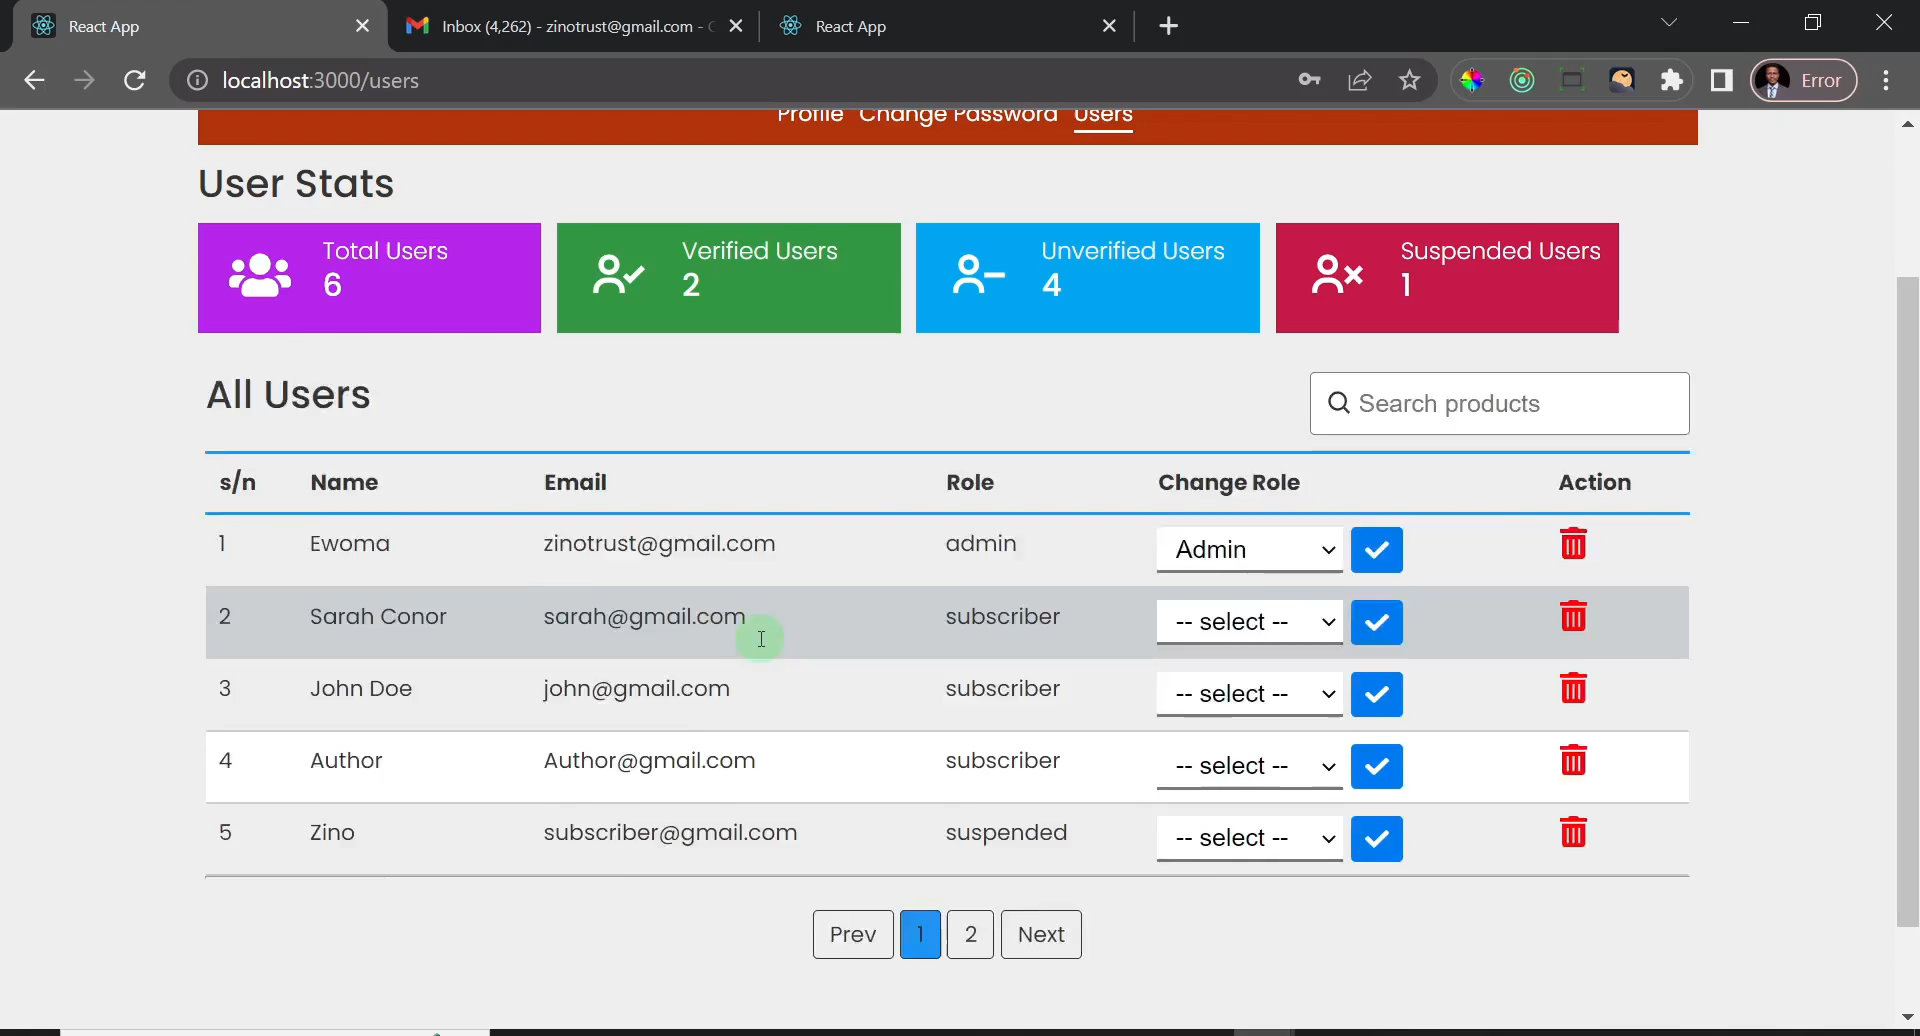 React App
Inbox (4,262) - zinotrust@gmail.com -
React App
localhost:3000/users
Error
Profile Change Password Users
User Stats
Total Users
6
Verified Users
2
Unverified Users
4
Suspended Users
1
All Users
Search products
s/n Name Email Role Change Role Action
1 Ewoma zinotrust@gmail.com admin Admin
2 Sarah Conor sarah@gmail.com subscriber -- select --
3 John Doe john@gmail.com subscriber -- select --
4 Author Author@gmail.com subscriber -- select --
5 Zino subscriber@gmail.com suspended -- select --
Prev 1 2 Next